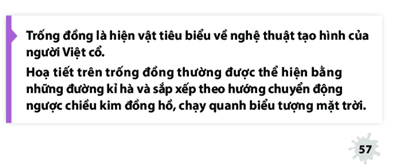 Trống đồng là hiện vật tiêu biểu về nghệ thuật tạo hình của
người Việt cổ.
Hoạ tiết trên trống đồng thường được thể hiện bằng
những đường kỉ hà và sắp xếp theo hướng chuyển động
ngược chiều kim đồng hồ, chạy quanh biểu tượng mặt trời.
57